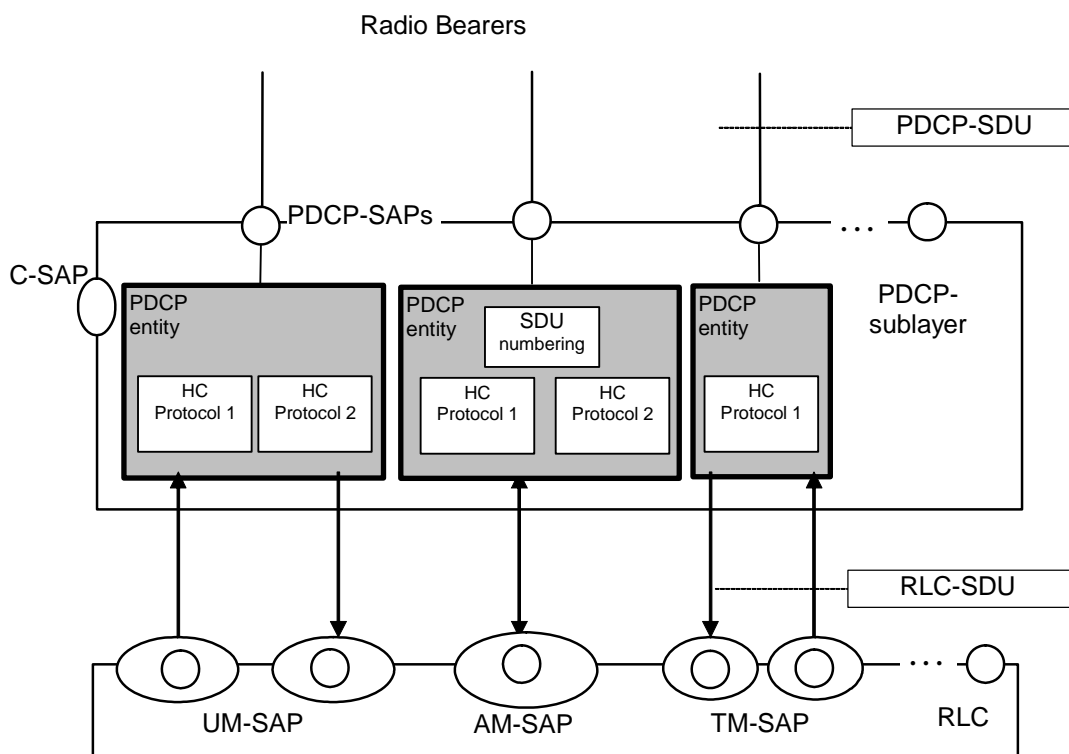 Radio Bearers
PDCP-SDU
PDCP-SAPs
...
C-SAP
PDCP
entity
PDCP
entity
SDU
numbering
PDCP
entity
PDCP-
sublayer
HC
Protocol 1
HC
Protocol 2
HC
Protocol 1
HC
Protocol 2
HC
Protocol 1
RLC-SDU
...
UM-SAP
AM-SAP
TM-SAP
RLC